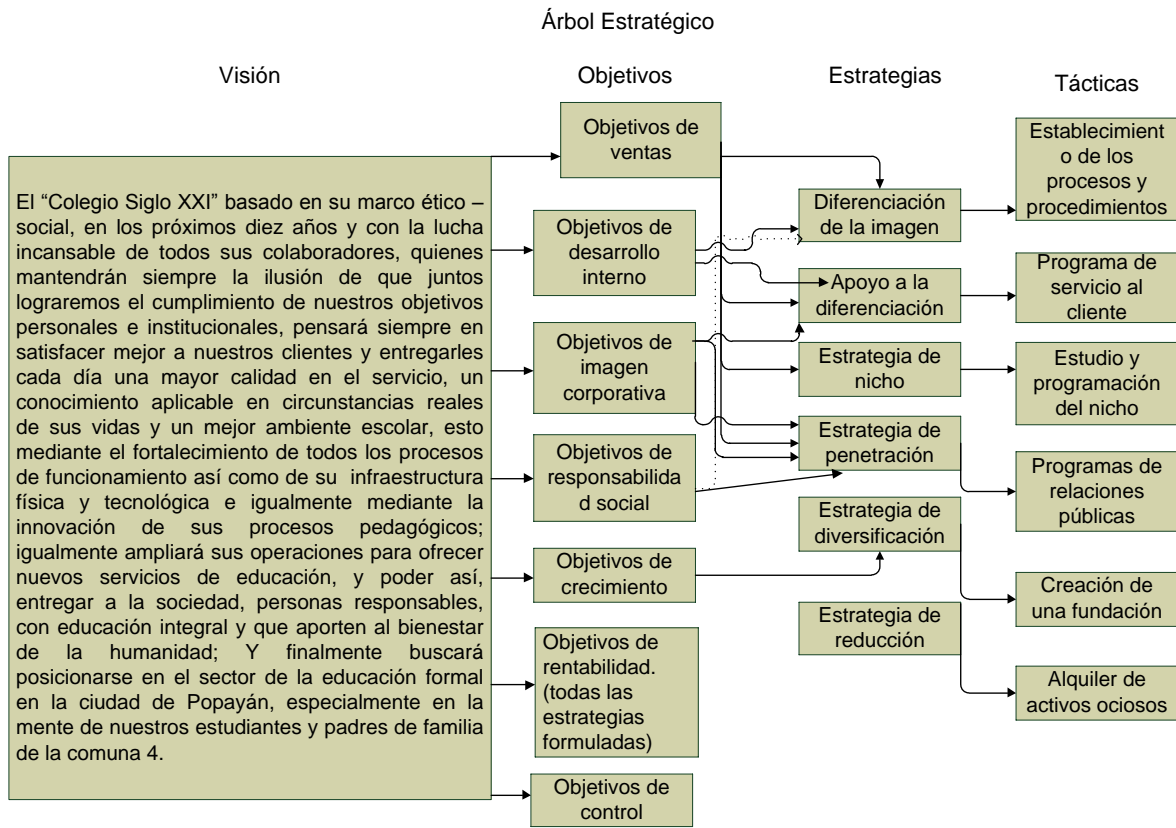 Árbol Estratégico
Visión
Objetivos
Estrategias
Tácticas
El “Colegio Siglo XXI” basado en su marco ético –
social, en los próximos diez años y con la lucha
incansable de todos sus colaboradores, quienes
mantendrán siempre la ilusión de que juntos
lograremos el cumplimiento de nuestros objetivos
personales e institucionales, pensará siempre en
satisfacer mejor a nuestros clientes y entregarles
cada día una mayor calidad en el servicio, un
conocimiento aplicable en circunstancias reales
de sus vidas y un mejor ambiente escolar, esto
mediante el fortalecimiento de todos los procesos
de funcionamiento así como de su infraestructura
física y tecnológica e igualmente mediante la
innovación de sus procesos pedagógicos;
igualmente ampliará sus operaciones para ofrecer
nuevos servicios de educación, y poder así,
entregar a la sociedad, personas responsables,
con educación integral y que aporten al bienestar
de la humanidad; Y finalmente buscará
posicionarse en el sector de la educación formal
en la ciudad de Popayán, especialmente en la
mente de nuestros estudiantes y padres de familia
de la comuna 4.
Objetivos de
ventas
Objetivos de
desarrollo
interno
Objetivos de
imagen
corporativa
Objetivos de
responsabilida
d social
Objetivos de
crecimiento
Objetivos de
rentabilidad.
(todas las
estrategias
formuladas)
Objetivos de
control
Diferenciación
de la imagen
Apoyo a la
diferenciación
Estrategia de
nicho
Estrategia de
penetración
Estrategia de
diversificación
Estrategia de
reducción
Establecimient
o de los
procesos y
procedimientos
Programa de
servicio al
cliente
Estudio y
programación
del nicho
Programas de
relaciones
públicas
Creación de
una fundación
Alquiler de
activos ociosos